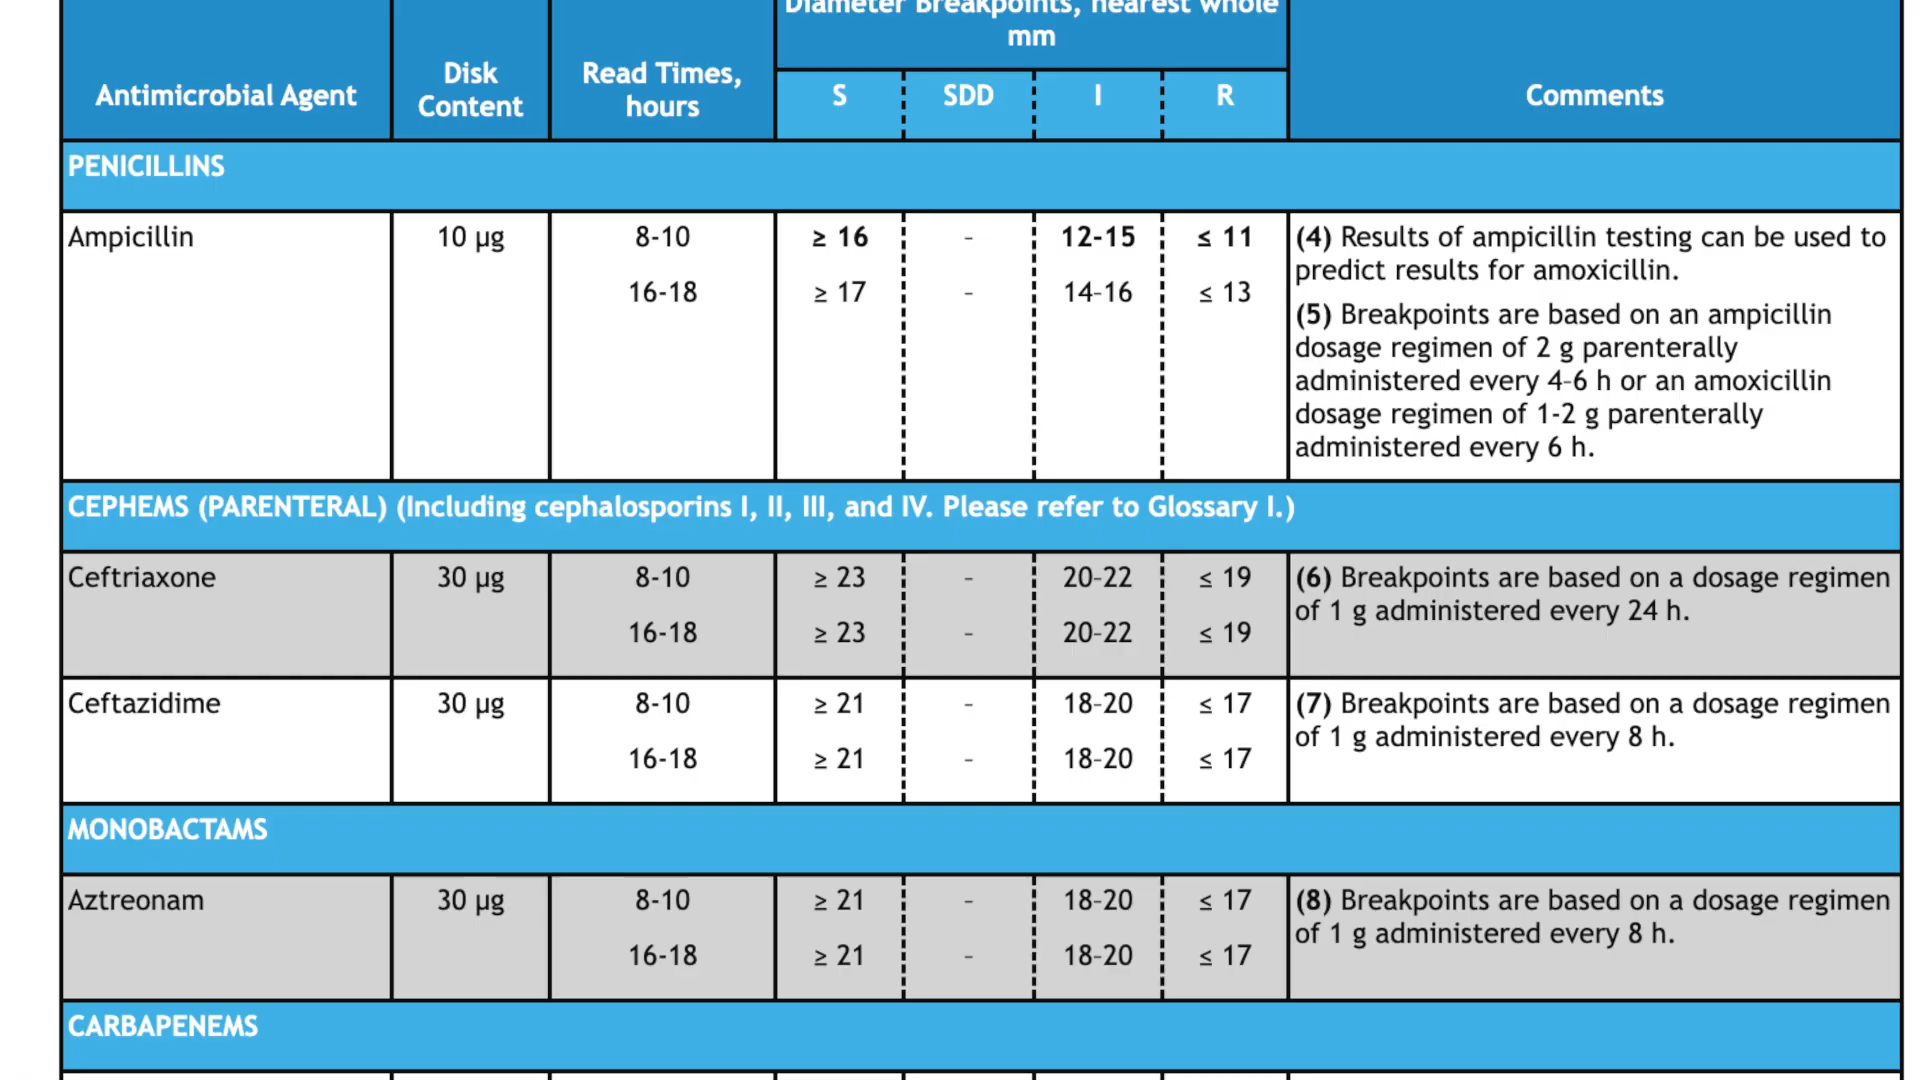 Diameter Breakpoints, nearest whole
mm
Antimicrobial Agent
Disk
Content
Read Times,
hours
S
SDD
I
R
Comments
PENICILLINS
Ampicillin
10 µg
8-10
≥ 16
-
12-15
≤ 11
16-18
≥ 17
-
14-16
≤ 13
(4) Results of ampicillin testing can be used to
predict results for amoxicillin.
(5) Breakpoints are based on an ampicillin
dosage regimen of 2 g parenterally
administered every 4-6 h or an amoxicillin
dosage regimen of 1-2 g parenterally
administered every 6 h.
CEPHEMS (PARENTERAL) (Including cephalosporins I, II, III, and IV. Please refer to Glossary I.)
Ceftriaxone
30 µg
8-10
≥ 23
-
20-22
≤ 19
16-18
≥ 23
-
20-22
≤ 19
(6) Breakpoints are based on a dosage regimen
of 1 g administered every 24 h.
Ceftazidime
30 µg
8-10
≥ 21
-
18-20
≤ 17
16-18
≥ 21
-
18-20
≤ 17
(7) Breakpoints are based on a dosage regimen
of 1 g administered every 8 h.
MONOBACTAMS
Aztreonam
30 µg
8-10
≥ 21
-
18-20
≤ 17
16-18
≥ 21
-
18-20
≤ 17
(8) Breakpoints are based on a dosage regimen
of 1 g administered every 8 h.
CARBAPENEMS